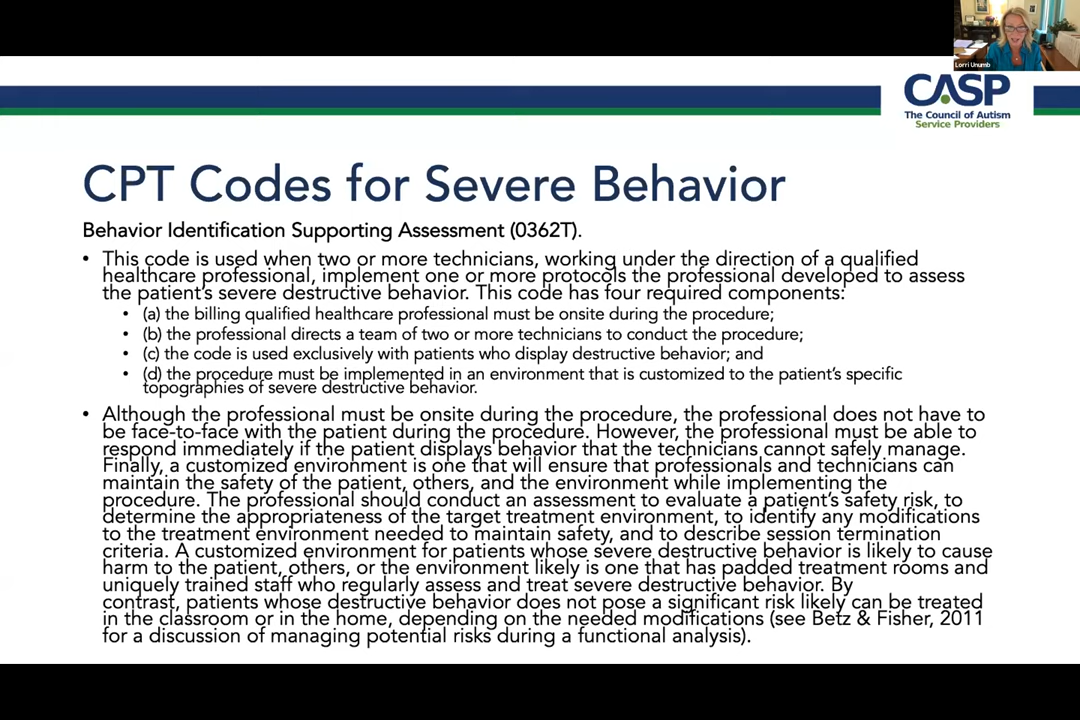 Lorri Unumb
CASP
The Council of Autism
Service Providers
CPT Codes for Severe Behavior
Behavior Identification Supporting Assessment (0362T).
• This code is used when two or more technicians, working under the direction of a qualified
healthcare professional, implement one or more protocols the professional developed to assess
the patient's severe destructive behavior. This code has four required components:
• (a) the billing qualified healthcare professional must be onsite during the procedure;
• (b) the professional directs a team of two or more technicians to conduct the procedure;
• (c) the code is used exclusively with patients who display destructive behavior; and
• (d) the procedure must be implemented in an environment that is customized to the patient's specific
topographies of severe destructive behavior.
• Although the professional must be onsite during the procedure, the professional does not have to
be face-to-face with the patient during the procedure. However, the professional must be able to
respond immediately if the patient displays behavior that the technicians cannot safely manage.
Finally, a customized environment is one that will ensure that professionals and technicians can
maintain the safety of the patient, others, and the environment while implementing the
procedure. The professional should conduct an assessment to evaluate a patient's safety risk, to
determine the appropriateness of the target treatment environment, to identify any modifications
to the treatment environment needed to maintain safety, and to describe session termination
criteria. A customized environment for patients whose severe destructive behavior is likely to cause
harm to the patient, others, or the environment likely is one that has padded treatment rooms and
uniquely trained staff who regularly assess and treat severe destructive behavior. By
contrast, patients whose destructive behavior does not pose a significant risk likely can be treated
in the classroom or in the home, depending on the needed modifications (see Betz & Fisher, 2011
for a discussion of managing potential risks during a functional analysis).